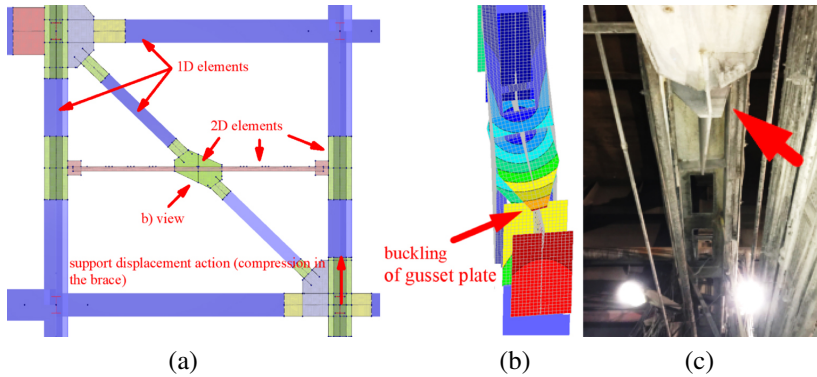 1D elements
2D elements
b) view
support displacement action (compression in
the brace)
buckling
of gusset plate
(a)
(b)
(c)